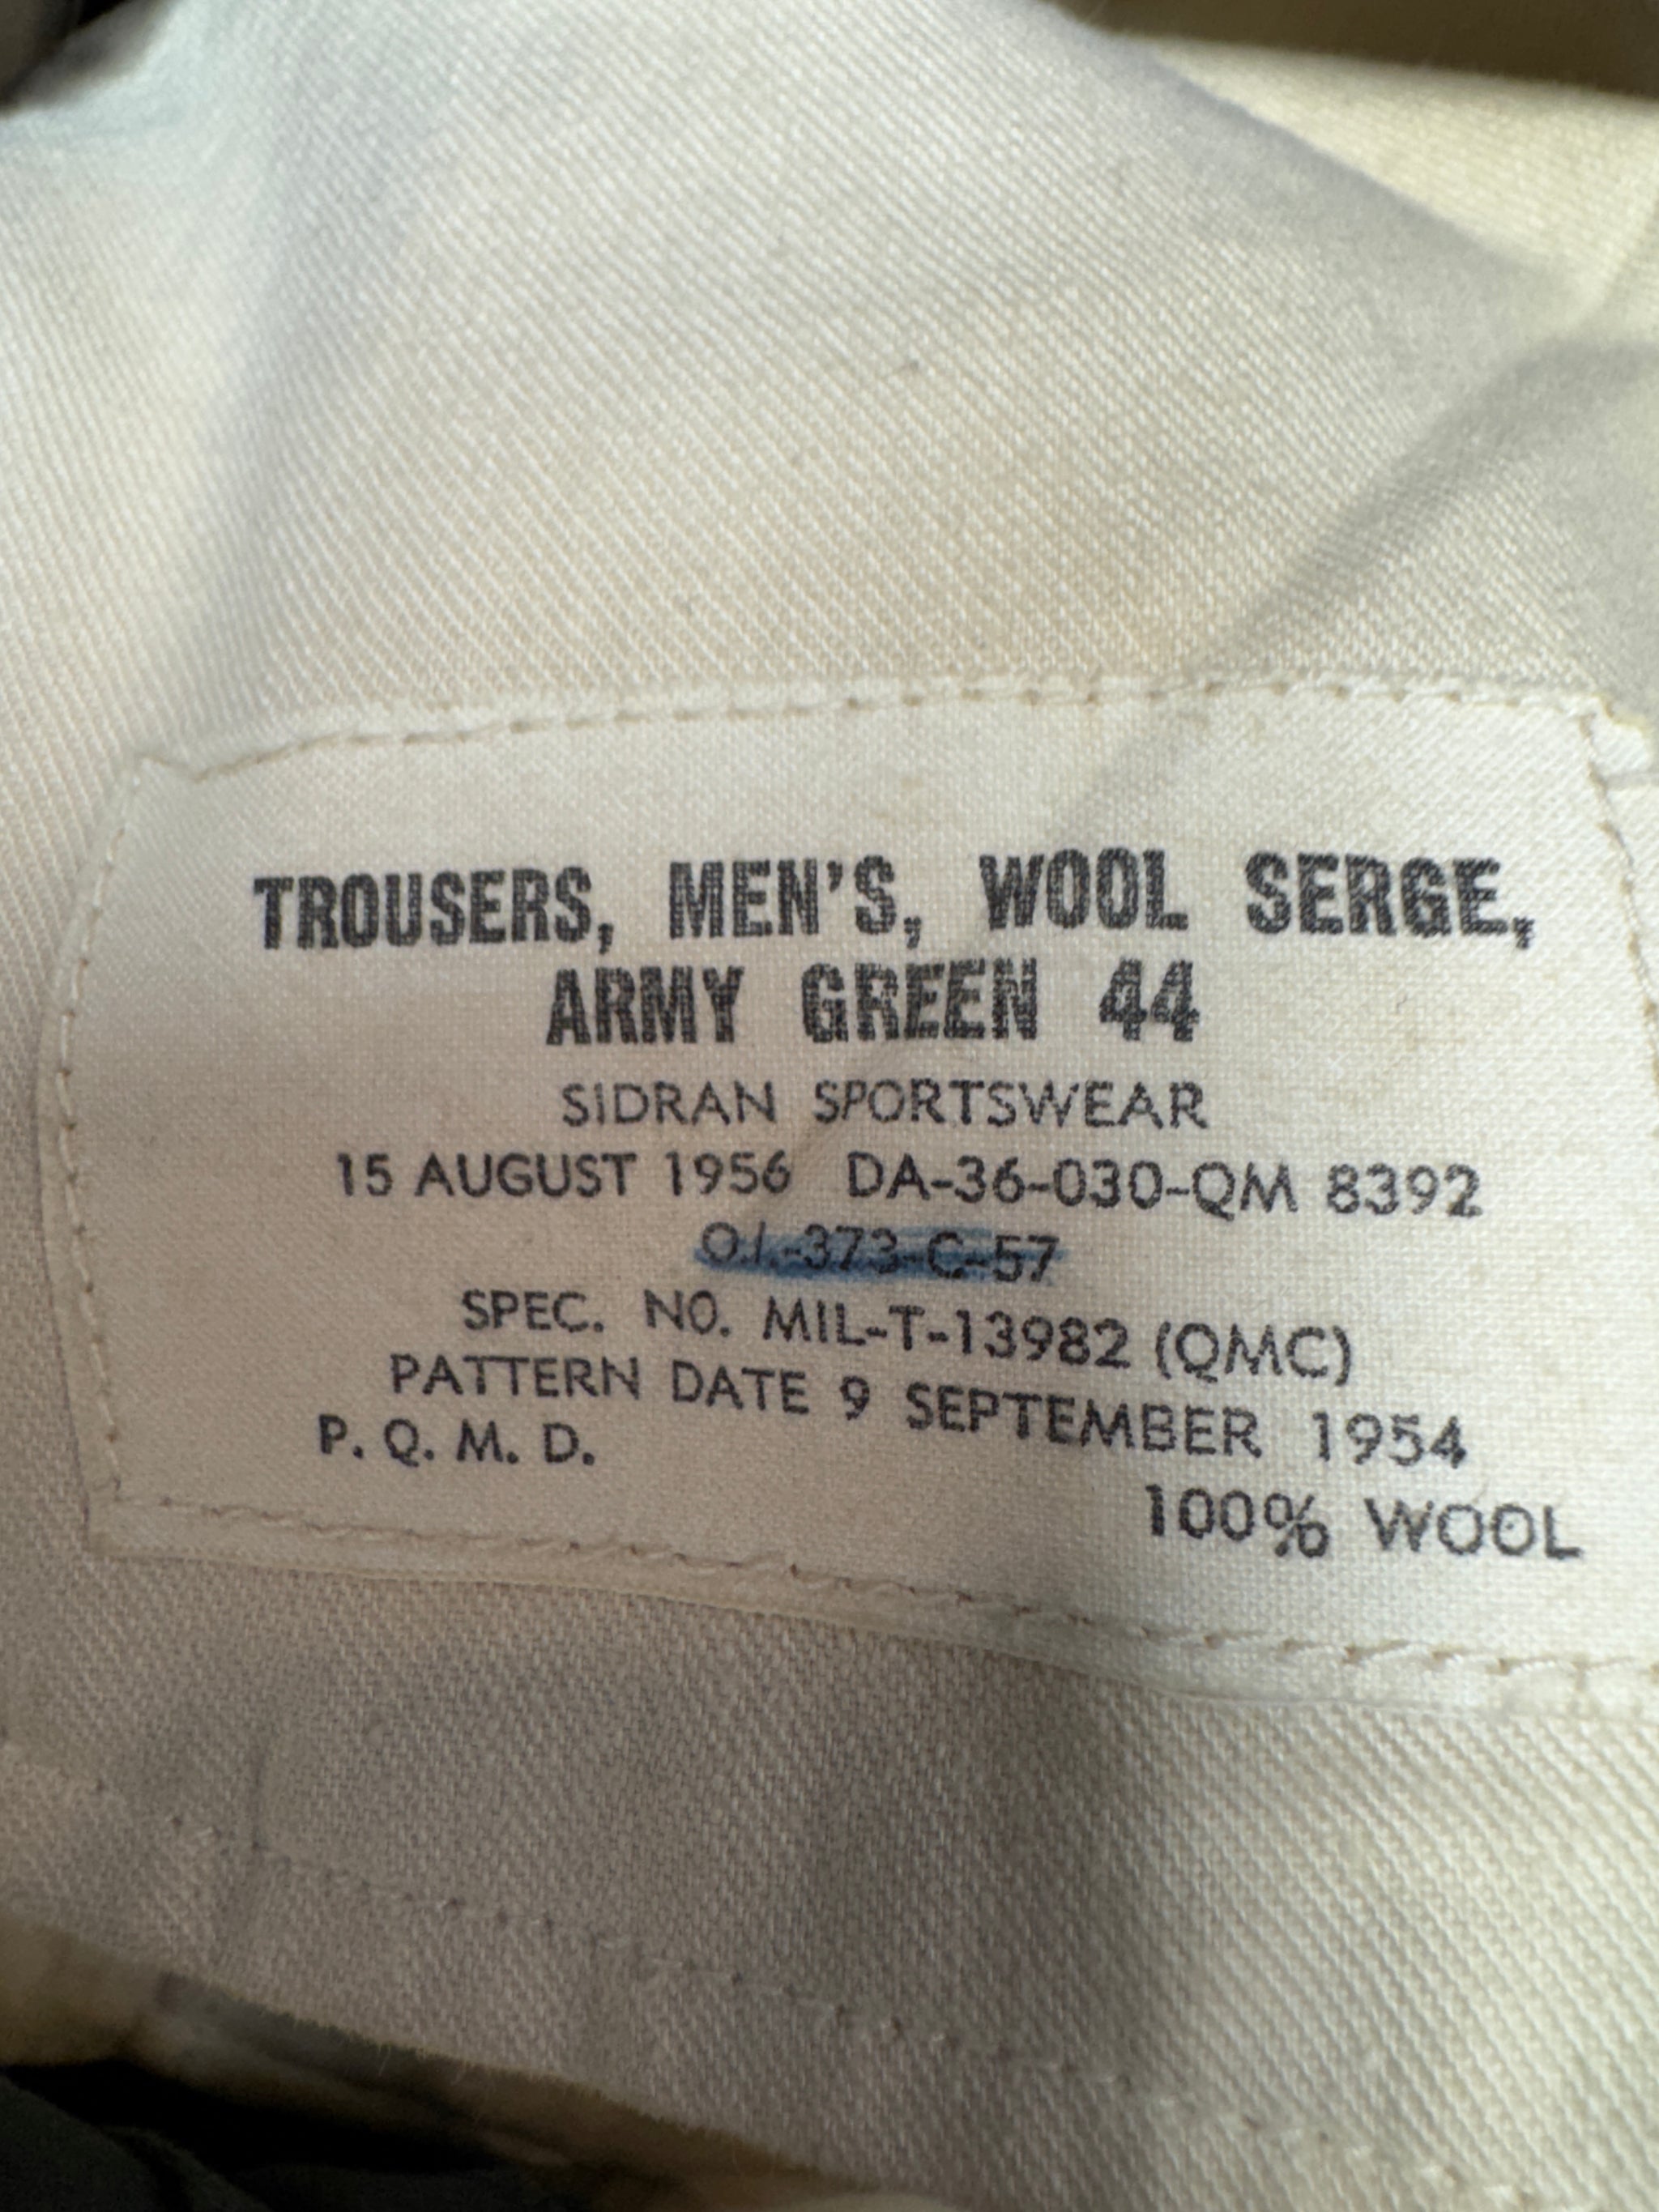 TROUSERS, MEN'S, WOOL SERGE,
ARMY GREEN 44
SIDRAN SPORTSWEAR
15 AUGUST 1956 DA-36-030-QM 8392
O.I.-373-C-57
SPEC. NO. MIL-T-13982 (QMC)
PATTERN DATE 9 SEPTEMBER 1954
P. Q. M. D.
100% WOOL